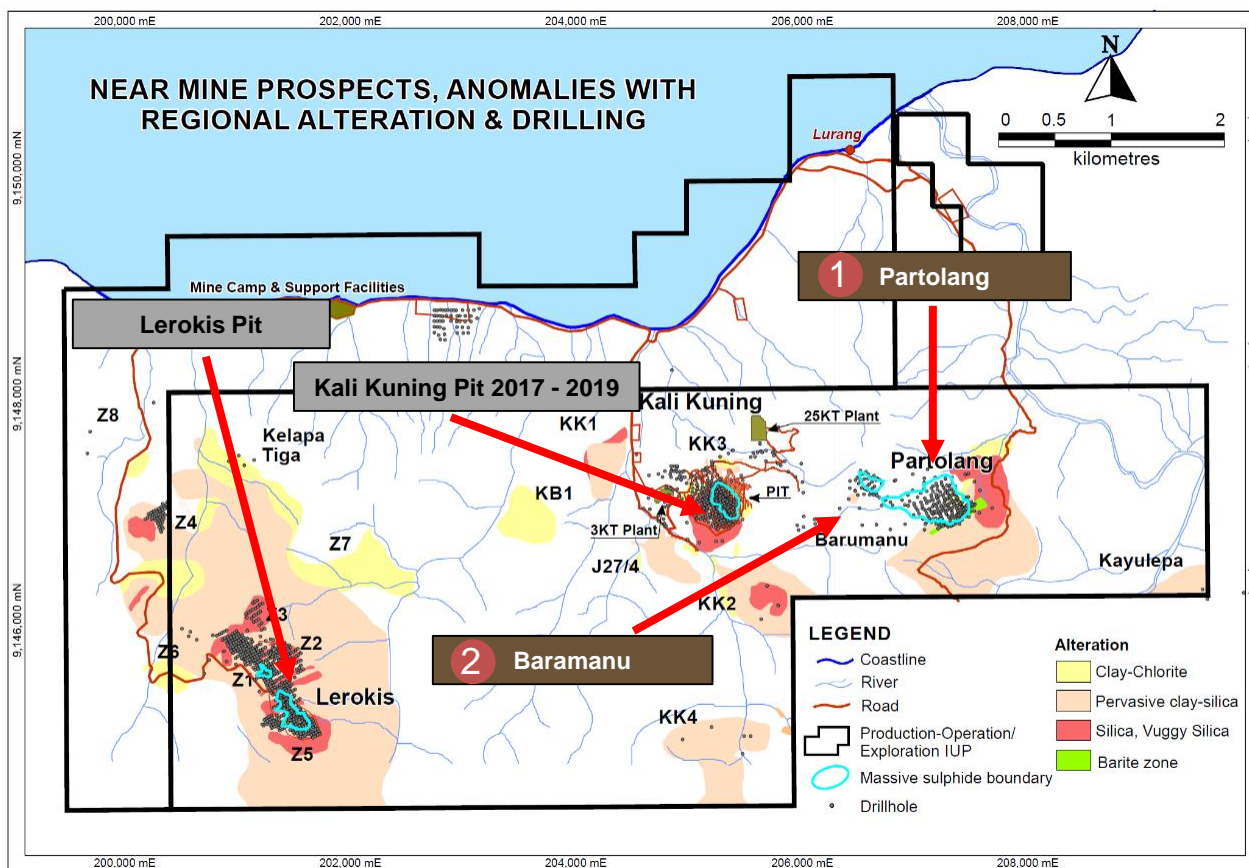 200,000 mE
202,000 mE
204,000 mE
206,000 mE
208,000 mE
NEAR MINE PROSPECTS, ANOMALIES WITH
REGIONAL ALTERATION & DRILLING
N
0 0.5 1 2
kilometres
Lurang
9,150,000 mN
1 Partolang
Mine Camp & Support Facilities
Lerokis Pit
Kali Kuning Pit 2017 - 2019
9,148,000 mN
Z8
Kelapa
Tiga
KK1
Kali Kuning
25KT Plant
KK3
Partolang
KB1
PIT
Z4
3KT Plant
Barumanu
Z7
J27/4
Kayulepa
KK2
9,146,000 mN
Z3
Z2
Z6
Z1
Lerokis
Z5
2 Baramanu
KK4
LEGEND
Coastline
River
Road
Production-Operation/
Exploration IUP
Massive sulphide boundary
Drillhole
Alteration
Clay-Chlorite
Pervasive clay-silica
Silica, Vuggy Silica
Barite zone
200,000 mE
202,000 mE
204,000 mE
206,000 mE
208,000 mE